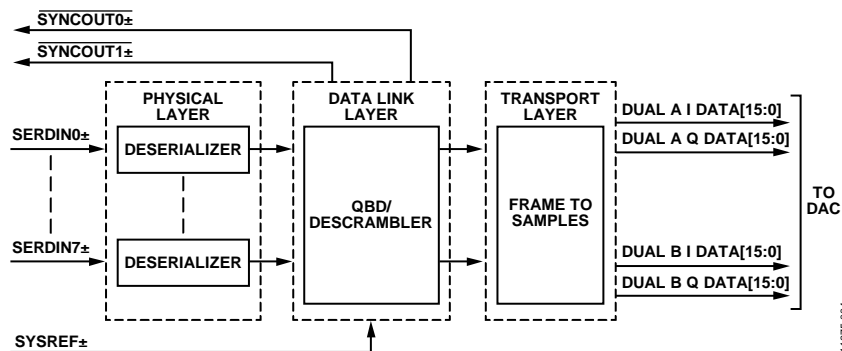 SYNCOUT0±
SYNCOUT1±
PHYSICAL
LAYER
DATA LINK
LAYER
TRANSPORT
LAYER
SERDIN0±
DESERIALIZER
SERDIN7±
DESERIALIZER
QBD/
DESCRAMBLER
FRAME TO
SAMPLES
DUAL A I DATA[15:0]
DUAL A Q DATA[15:0]
DUAL B I DATA[15:0]
DUAL B Q DATA[15:0]
TO
DAC
SYSREF±